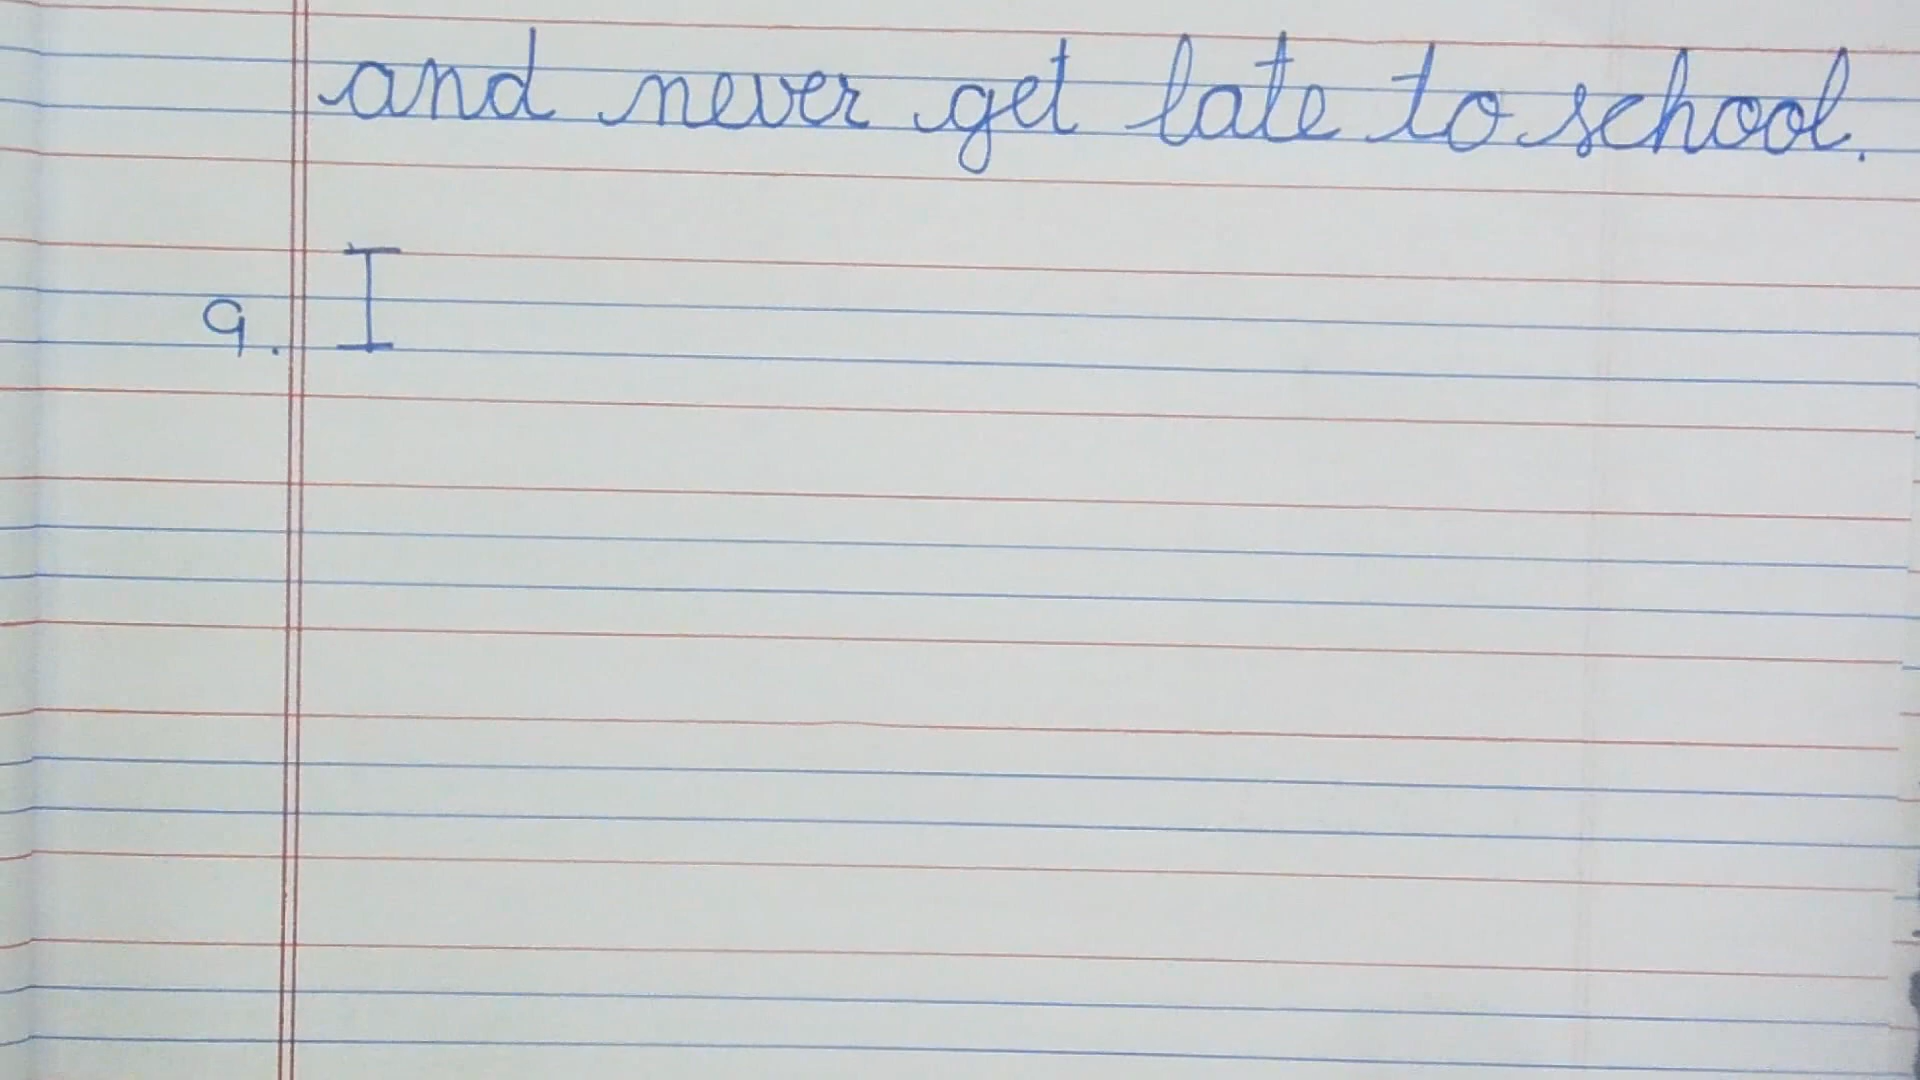 and never get late to school.
9. I